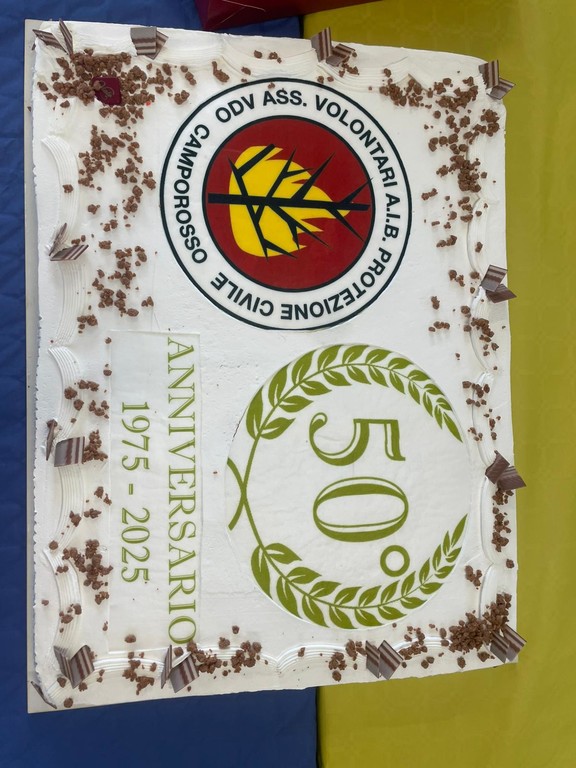 ODV ASS. VOLONTARI A.I.B. PROTEZIONE CIVILE
CAMPOROSSO
50°
ANNIVERSARIO
1975 - 2025